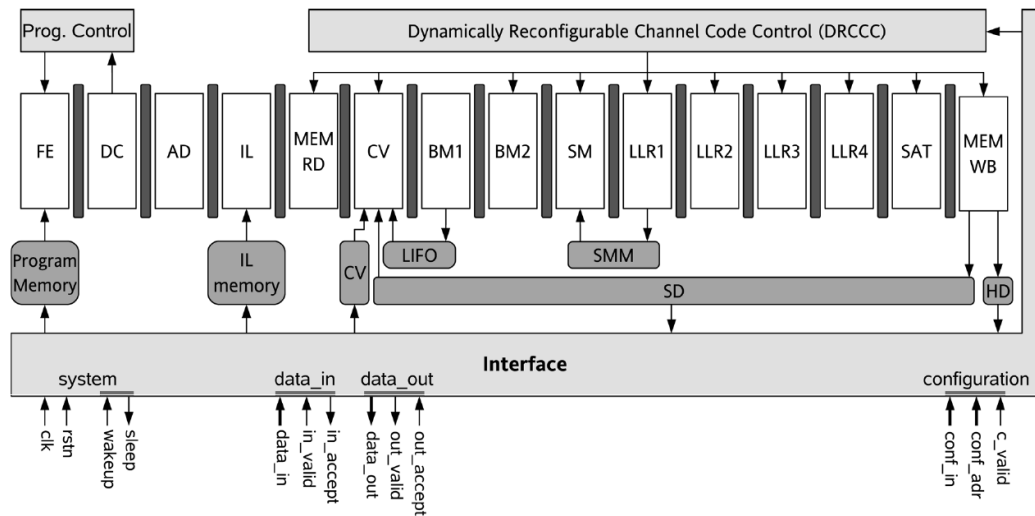 Prog. Control
Dynamically Reconfigurable Channel Code Control (DRCCC)
FE
DC
AD
IL
MEM
RD
CV
BM1
BM2
SM
LLR1
LLR2
LLR3
LLR4
SAT
MEM
WB
Program
Memory
IL
memory
CV
LIFO
SMM
SD
HD
Interface
system
data_in
data_out
configuration
clk
rstn
wakeup
sleep
data_in
in_valid
in_accept
data_out
out_valid
out_accept
conf_in
conf_adr
c_valid